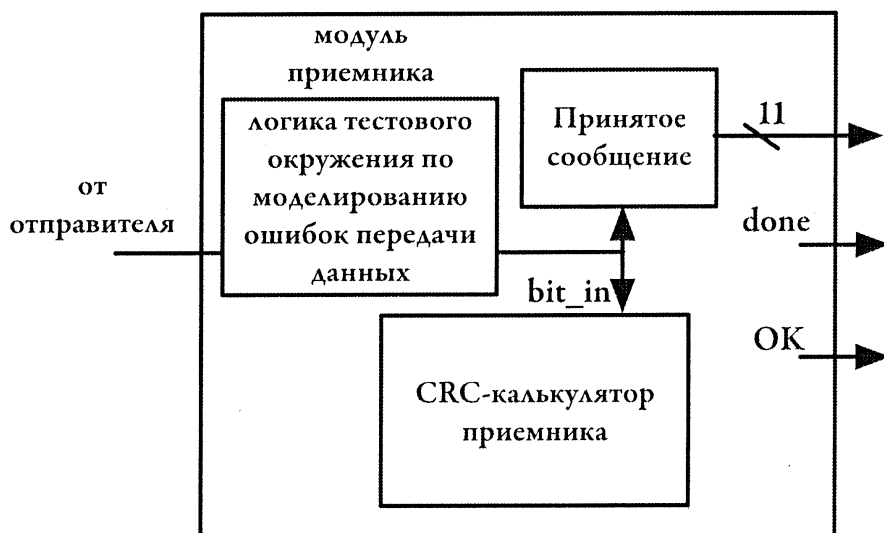 модуль
приемника
логика тестового
окружения по
моделированию
ошибок передачи
данных
Принятое
сообщение
11
от
отправителя
done
bit_in
OK
CRC-калькулятор
приемника